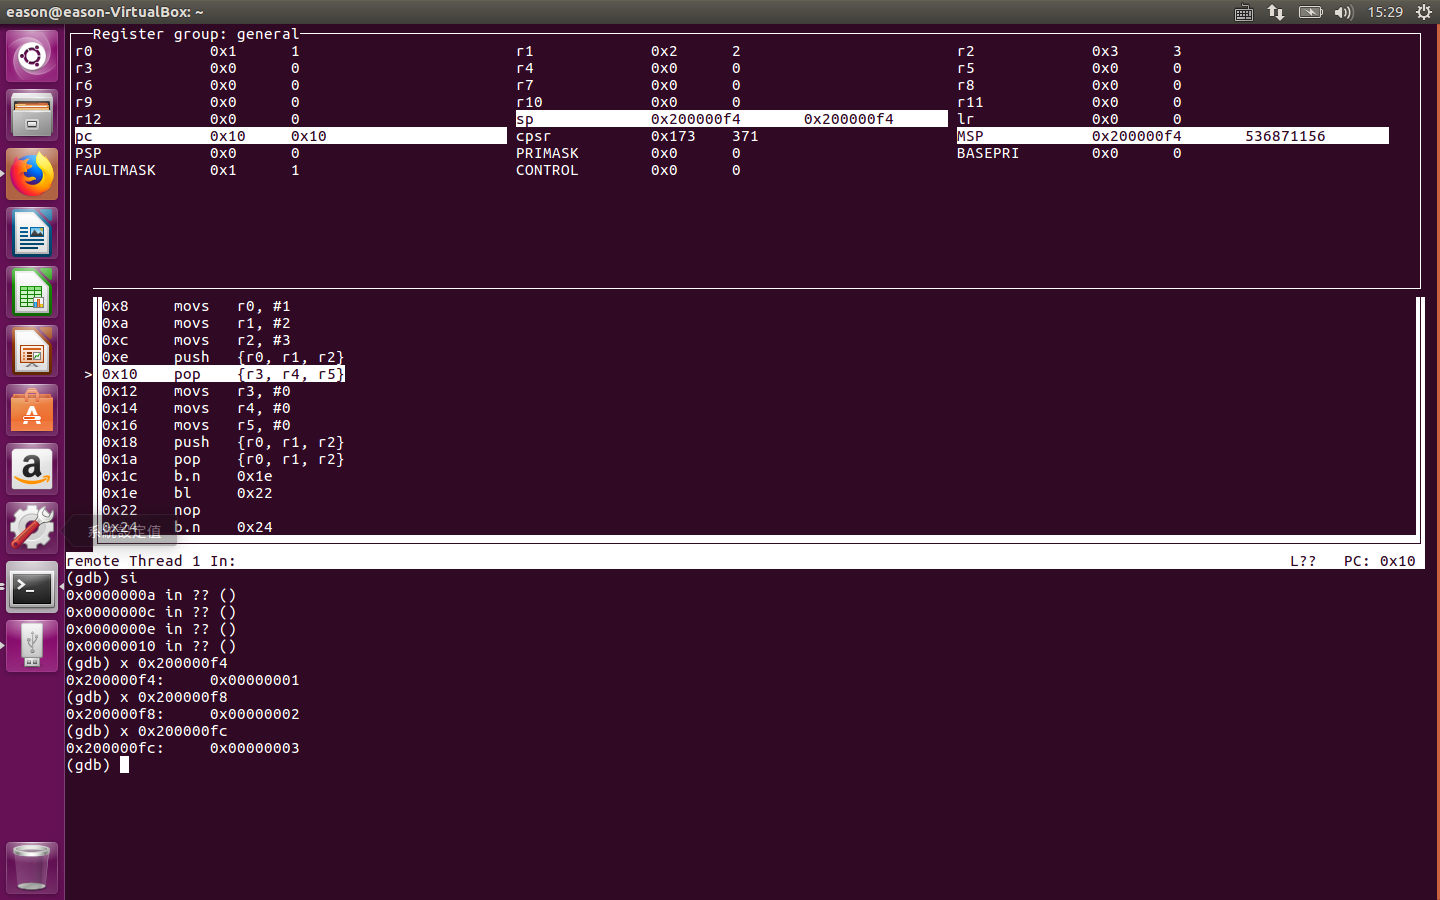 eason@eason-VirtualBox: ~ 15:29
Register group: general
r0 0x1 1 r1 0x2 2 r2 0x3 3
r3 0x0 0 r4 0x0 0 r5 0x0 0
r6 0x0 0 r7 0x0 0 r8 0x0 0
r9 0x0 0 r10 0x0 0 r11 0x0 0
r12 0x0 0 sp 0x200000f4 0x200000f4 lr 0x0 0
pc 0x10 0x10 cpsr 0x173 371 MSP 0x200000f4 536871156
PSP 0x0 0 PRIMASK 0x0 0 BASEPRI 0x0 0
FAULTMASK 0x1 1 CONTROL 0x0 0
0x8 movs r0, #1
0xa movs r1, #2
0xc movs r2, #3
0xe push {r0, r1, r2}
> 0x10 pop {r3, r4, r5}
0x12 movs r3, #0
0x14 movs r4, #0
0x16 movs r5, #0
0x18 push {r0, r1, r2}
0x1a pop {r0, r1, r2}
0x1c b.n 0x1e
0x1e bl 0x22
0x22 nop
0x24 b.n 0x24
系統設定值
remote Thread 1 In: L?? PC: 0x10
(gdb) si
0x0000000a in ?? ()
0x0000000c in ?? ()
0x0000000e in ?? ()
0x00000010 in ?? ()
(gdb) x 0x200000f4
0x200000f4: 0x00000001
(gdb) x 0x200000f8
0x200000f8: 0x00000002
(gdb) x 0x200000fc
0x200000fc: 0x00000003
(gdb)